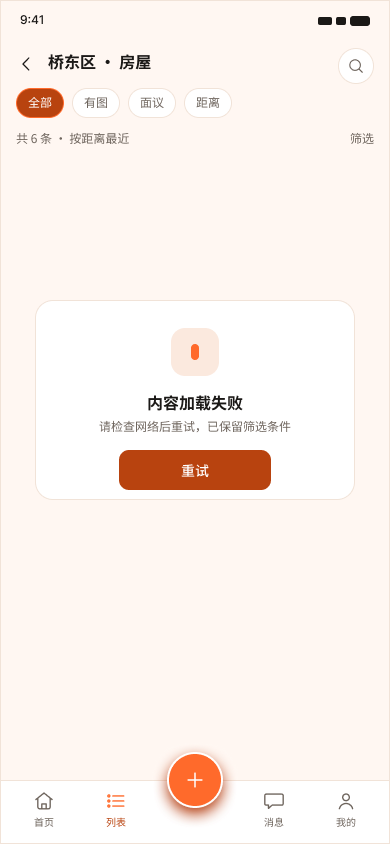 9:41
桥东区 · 房屋
全部 有图 面议 距离
共 6 条 · 按距离最近 筛选
内容加载失败
请检查网络后重试，已保留筛选条件
重试
首页 列表 消息 我的